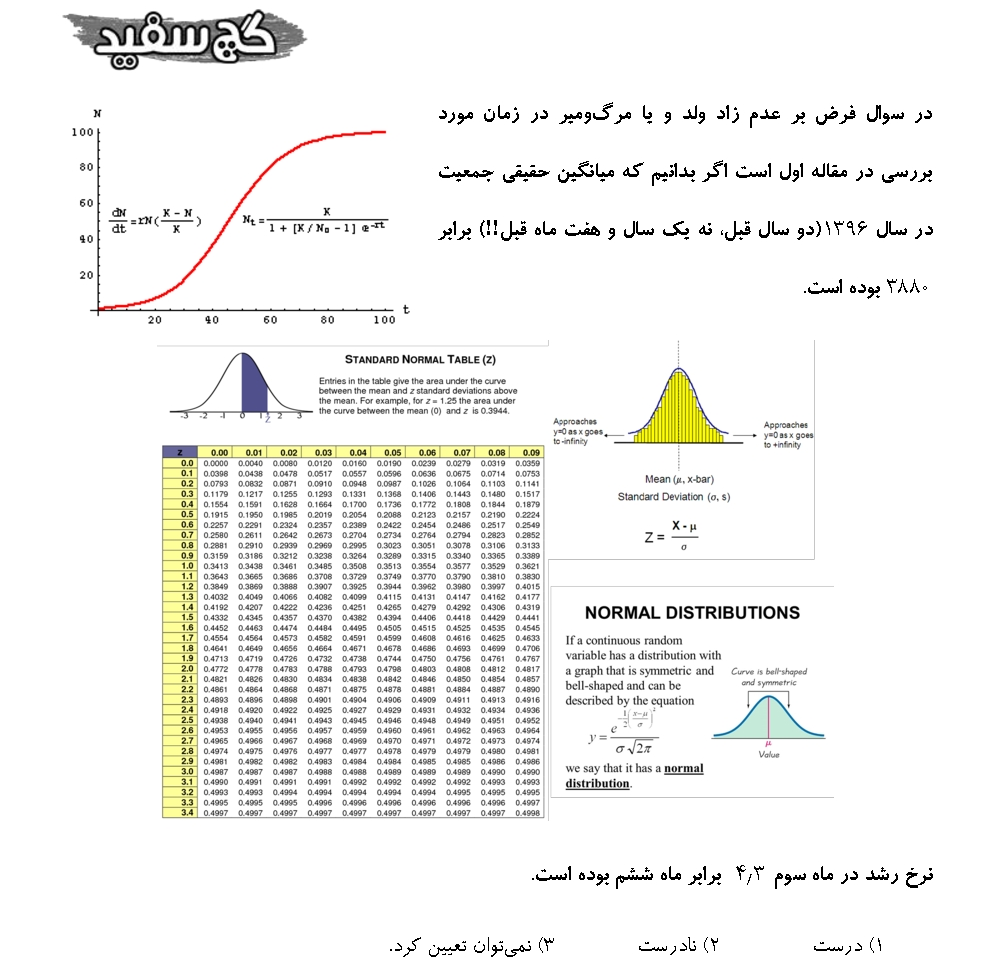 گچ سفید
در سوال فرض بر عدم زاد ولد و یا مرگ‌ومیر در زمان مورد
بررسی در مقاله اول است اگر بدانیم که میانگین حقیقی جمعیت
در سال ۱۳۹۶(دو سال قبل، نه یک سال و هفت ماه قبل!!) برابر
۳۸۸۰ بوده است.
N
100
80
60
40
20
20 40 60 80 100 t
dN/dt=rN(K - N/K)
Nt= K / 1 + [K/N0 - 1] e^-rt
STANDARD NORMAL TABLE (Z)
Entries in the table give the area under the curve
between the mean and z standard deviations above
the mean. For example, for z = 1.25 the area under
the curve between the mean (0) and z is 0.3944.
-3 -2 -1 0 1 Z 2 3
Z 0.00 0.01 0.02 0.03 0.04 0.05 0.06 0.07 0.08 0.09
0.0 0.0000 0.0040 0.0080 0.0120 0.0160 0.0190 0.0239 0.0279 0.0319 0.0359
0.1 0.0398 0.0438 0.0478 0.0517 0.0557 0.0596 0.0636 0.0675 0.0714 0.0753
0.2 0.0793 0.0832 0.0871 0.0910 0.0948 0.0987 0.1026 0.1064 0.1103 0.1141
0.3 0.1179 0.1217 0.1255 0.1293 0.1331 0.1368 0.1406 0.1443 0.1480 0.1517
0.4 0.1554 0.1591 0.1628 0.1664 0.1700 0.1736 0.1772 0.1808 0.1844 0.1879
0.5 0.1915 0.1950 0.1985 0.2019 0.2054 0.2088 0.2123 0.2157 0.2190 0.2224
0.6 0.2257 0.2291 0.2324 0.2357 0.2389 0.2422 0.2454 0.2486 0.2517 0.2549
0.7 0.2580 0.2611 0.2642 0.2673 0.2704 0.2734 0.2764 0.2794 0.2823 0.2852
0.8 0.2881 0.2910 0.2939 0.2969 0.2995 0.3023 0.3051 0.3078 0.3106 0.3133
0.9 0.3159 0.3186 0.3212 0.3238 0.3264 0.3289 0.3315 0.3340 0.3365 0.3389
1.0 0.3413 0.3438 0.3461 0.3485 0.3508 0.3513 0.3554 0.3577 0.3529 0.3621
1.1 0.3643 0.3665 0.3686 0.3708 0.3729 0.3749 0.3770 0.3790 0.3810 0.3830
1.2 0.3849 0.3869 0.3888 0.3907 0.3925 0.3944 0.3962 0.3980 0.3997 0.4015
1.3 0.4032 0.4049 0.4066 0.4082 0.4099 0.4115 0.4131 0.4147 0.4162 0.4177
1.4 0.4192 0.4207 0.4222 0.4236 0.4251 0.4265 0.4279 0.4292 0.4306 0.4319
1.5 0.4332 0.4345 0.4357 0.4370 0.4382 0.4394 0.4406 0.4418 0.4429 0.4441
1.6 0.4452 0.4463 0.4474 0.4484 0.4495 0.4505 0.4515 0.4525 0.4535 0.4545
1.7 0.4554 0.4564 0.4573 0.4582 0.4591 0.4599 0.4608 0.4616 0.4625 0.4633
1.8 0.4641 0.4649 0.4656 0.4664 0.4671 0.4678 0.4686 0.4693 0.4699 0.4706
1.9 0.4713 0.4719 0.4726 0.4732 0.4738 0.4744 0.4750 0.4756 0.4761 0.4767
2.0 0.4772 0.4778 0.4783 0.4788 0.4793 0.4798 0.4803 0.4808 0.4812 0.4817
2.1 0.4821 0.4826 0.4830 0.4834 0.4838 0.4842 0.4846 0.4850 0.4854 0.4857
2.2 0.4861 0.4864 0.4868 0.4871 0.4875 0.4878 0.4881 0.4884 0.4887 0.4890
2.3 0.4893 0.4896 0.4898 0.4901 0.4904 0.4906 0.4909 0.4911 0.4913 0.4916
2.4 0.4918 0.4920 0.4922 0.4925 0.4927 0.4929 0.4931 0.4932 0.4934 0.4936
2.5 0.4938 0.4940 0.4941 0.4943 0.4945 0.4946 0.4948 0.4949 0.4951 0.4952
2.6 0.4953 0.4955 0.4956 0.4957 0.4959 0.4960 0.4961 0.4962 0.4963 0.4964
2.7 0.4965 0.4966 0.4967 0.4968 0.4969 0.4970 0.4971 0.4972 0.4973 0.4974
2.8 0.4974 0.4975 0.4976 0.4977 0.4977 0.4978 0.4979 0.4979 0.4980 0.4981
2.9 0.4981 0.4982 0.4982 0.4983 0.4984 0.4984 0.4985 0.4985 0.4986 0.4986
3.0 0.4987 0.4987 0.4987 0.4988 0.4988 0.4989 0.4989 0.4989 0.4990 0.4990
3.1 0.4990 0.4991 0.4991 0.4991 0.4992 0.4992 0.4992 0.4992 0.4993 0.4993
3.2 0.4993 0.4993 0.4994 0.4994 0.4994 0.4994 0.4994 0.4995 0.4995 0.4995
3.3 0.4995 0.4995 0.4995 0.4996 0.4996 0.4996 0.4996 0.4996 0.4996 0.4997
3.4 0.4997 0.4997 0.4997 0.4997 0.4997 0.4997 0.4997 0.4997 0.4997 0.4998
Approaches
y=0 as x goes
to -infinity
Approaches
y=0 as x goes
to +infinity
Mean (μ, x-bar)
Standard Deviation (σ, s)
Z = X - μ / σ
NORMAL DISTRIBUTIONS
If a continuous random
variable has a distribution with
a graph that is symmetric and
bell-shaped and can be
described by the equation
y = e^-1/2(x-μ/σ)^2 / σ√2π
we say that it has a normal
distribution.
Curve is bell-shaped
and symmetric
μ
Value
نرخ رشد در ماه سوم ۴٫۳ برابر ماه ششم بوده است.
۱) درست ۲) نادرست ۳) نمی‌توان تعیین کرد.